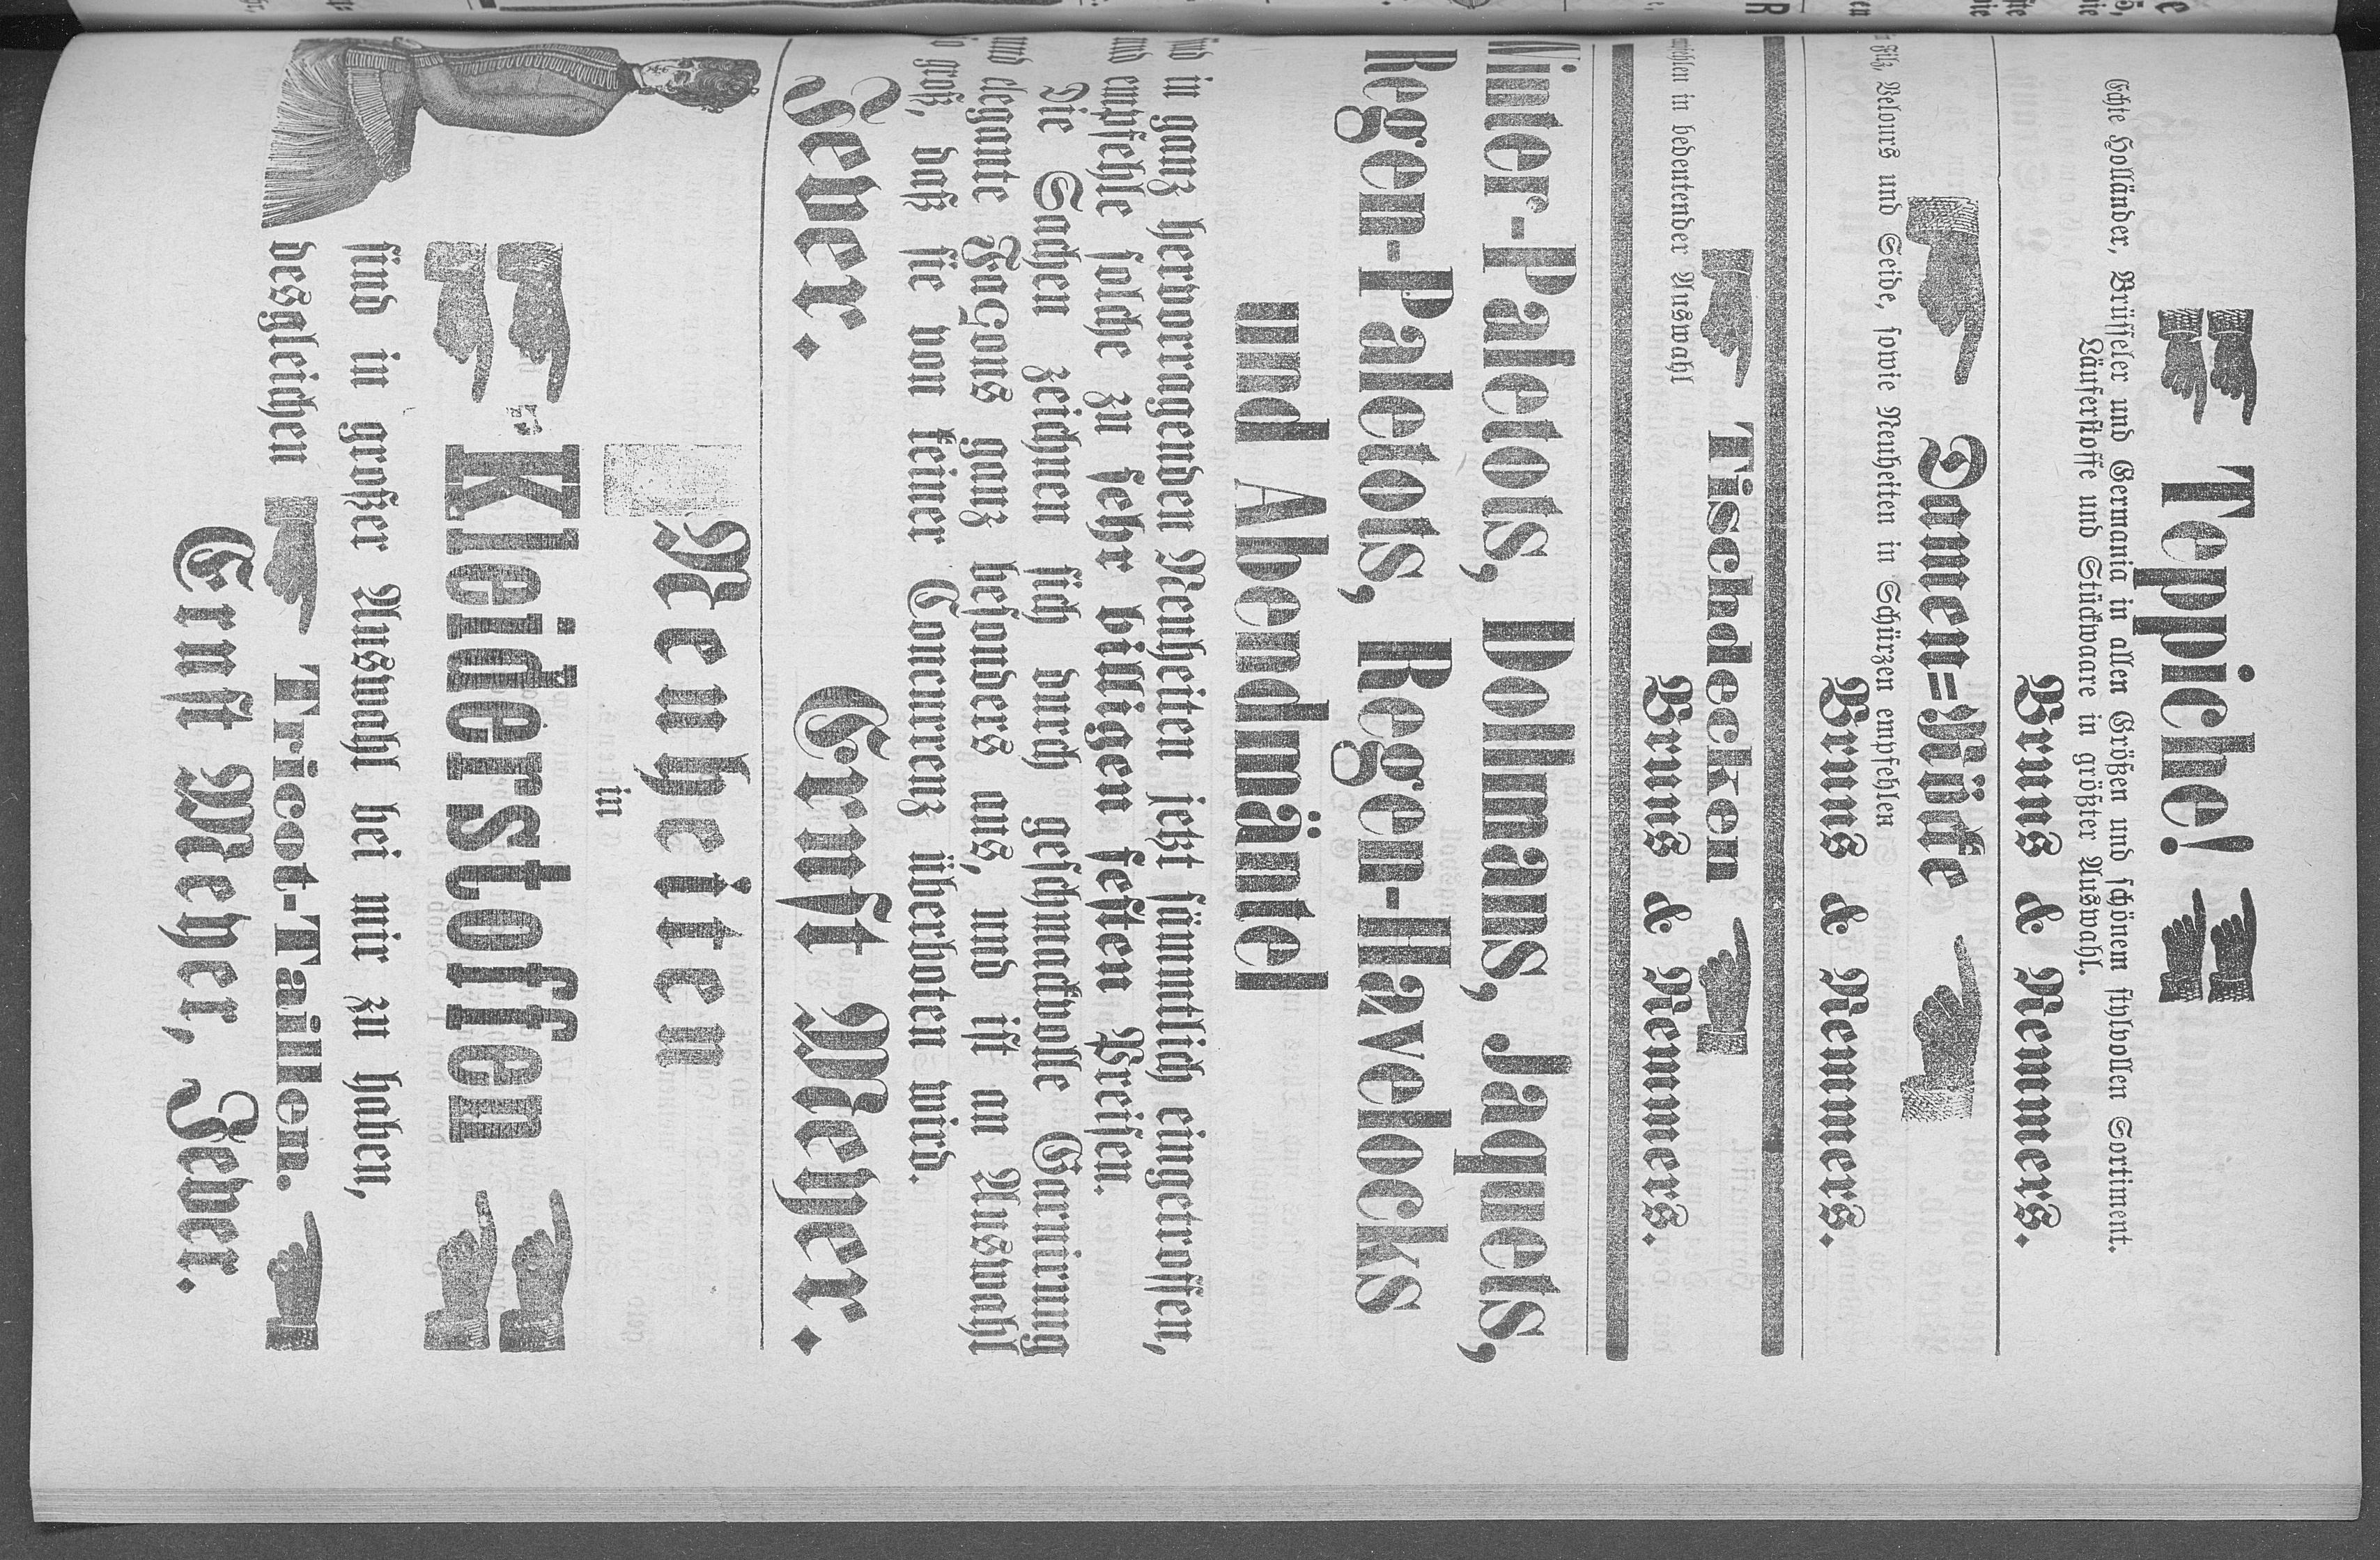 Teppiche!
Echte Holländer, Brüsseler und Germania in allen Größen und schönem stylvollen Sortiment.
Läuferstoffe und Stückwaare in größter Auswahl.
Bruns & Remmers.
Damen=Röcke
Filz, Velours und Seide, sowie Neuheiten in Schürzen empfehlen
Bruns & Remmers.
Tischdecken
empfehlen in bedeutender Auswahl
Bruns & Remmers.
Winter-Paletots, Dollmans, Jaquets,
Regen-Paletots, Regen-Havelocks
und Abendmäntel
sind in ganz hervorragenden Neuheiten jetzt sämmtlich eingetroffen,
und empfehle solche zu sehr billigen festen Preisen.
Die Sachen zeichnen sich durch geschmackvolle Garnirung
und elegante Façons ganz besonders aus, und ist an Auswahl
so groß, daß sie von keiner Concurrenz überboten wird.
Jever. Ernst Meyer.
Neuheiten
in
Kleiderstoffen
sind in großer Auswahl bei mir zu haben,
desgleichen Tricot-Taillen.
Ernst Meyer, Jever.